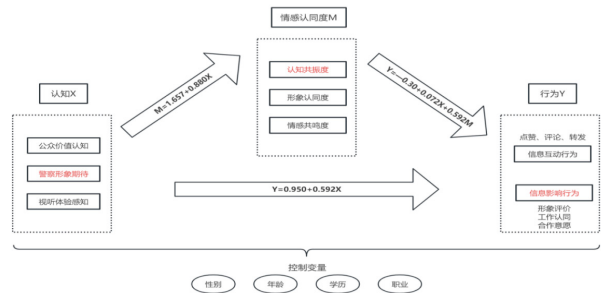 情感认同度M
认知共振度
形象认同度
情感共鸣度
M=1.657+0.880X
Y=—0.30+0.072X+0.592M
认知X
公众价值认知
警察形象期待
视听体验感知
Y=0.950+0.592X
行为Y
点赞、评论、转发
信息互动行为
信息影响行为
形象评价
工作认同
合作意愿
控制变量
性别
年龄
学历
职业